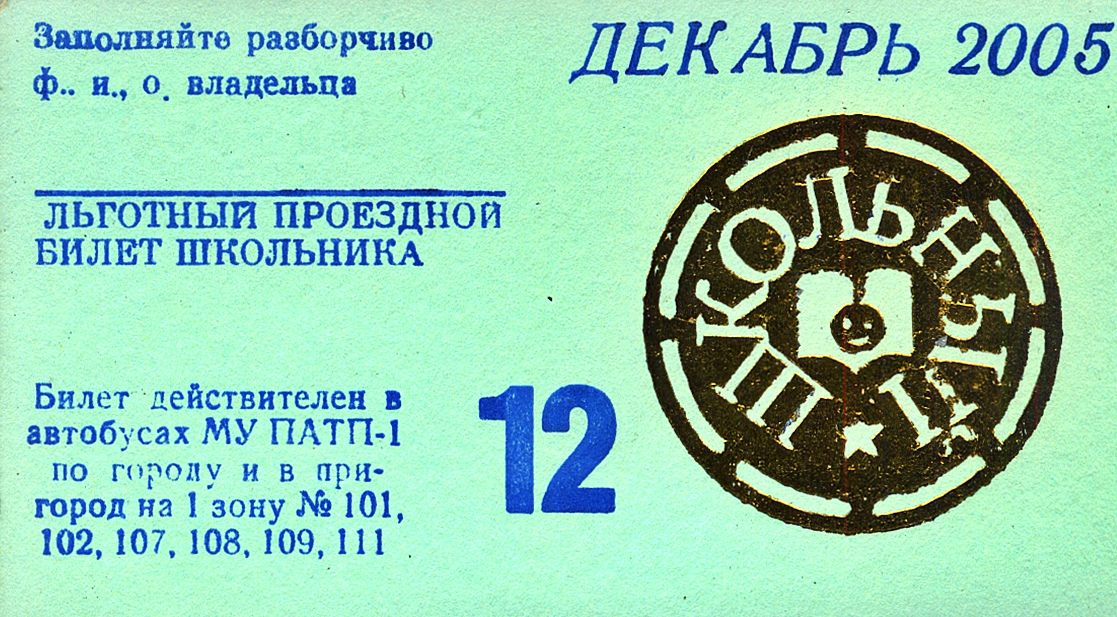 Заполняйте разборчиво
ф.. и., о. владельца
ДЕКАБРЬ 2005
ЛЬГОТНЫЙ ПРОЕЗДНОЙ
БИЛЕТ ШКОЛЬНИКА
ШКОЛЬНЫЙ
Билет действителен в
автобусах МУ ПАТП-1
по городу и в при-
город на 1 зону № 101,
102, 107, 108, 109, 111
12